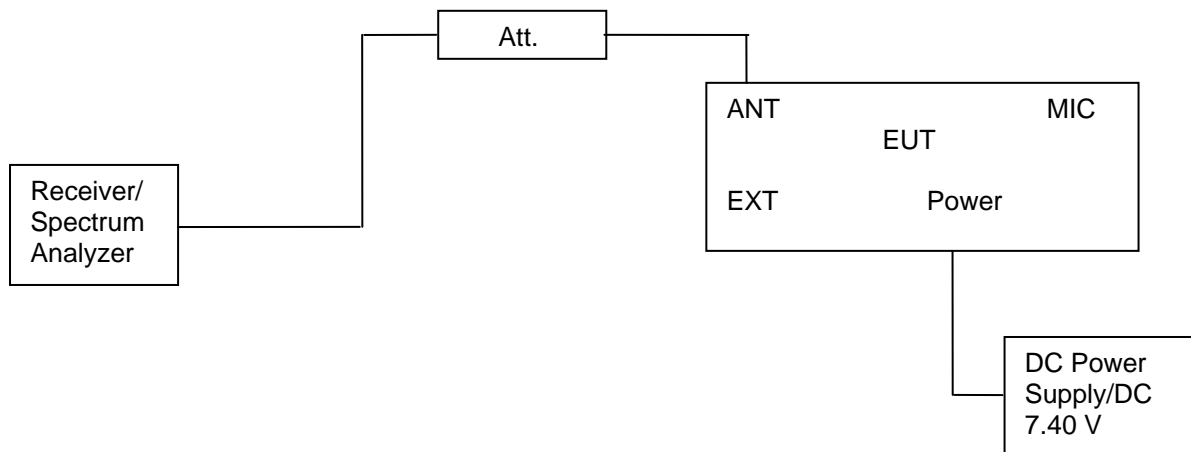 Att.
ANT MIC
EUT
EXT Power
Receiver/
Spectrum
Analyzer
DC Power
Supply/DC
7.40 V